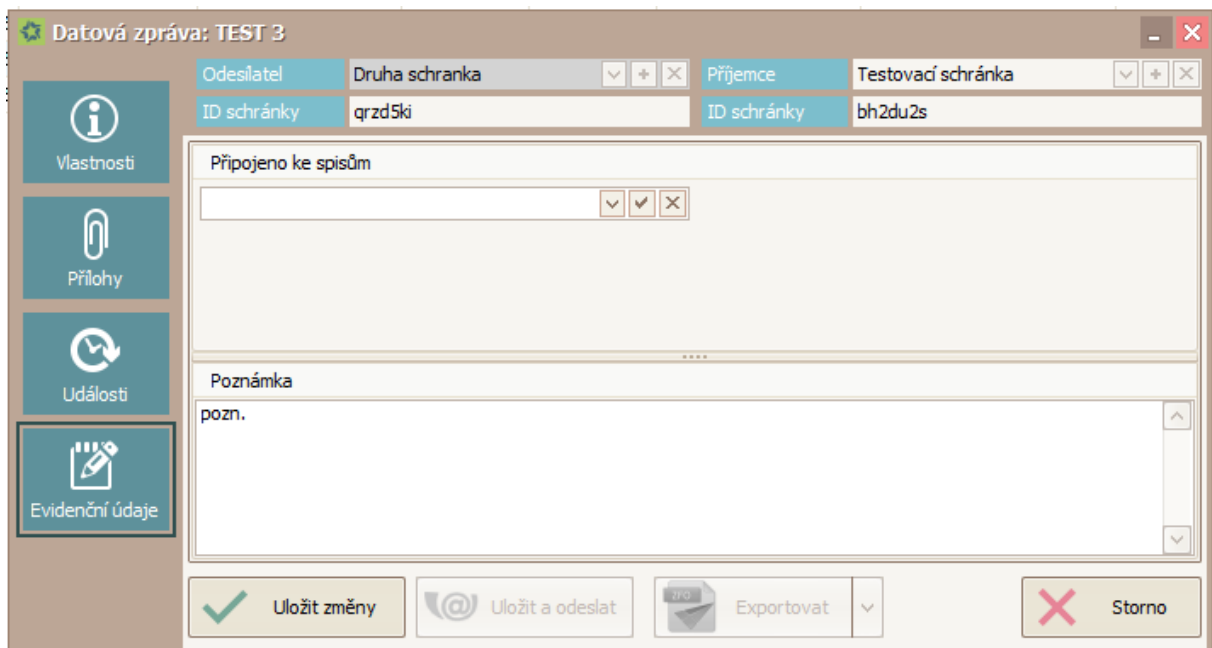 Datová zpráva: TEST 3
Odesílatel Druha schranka Příjemce Testovací schránka
ID schránky qrzd5ki ID schránky bh2du2s
Vlastnosti
Připojeno ke spisům
Přílohy
Události
Poznámka
pozn.
Evidenční údaje
Uložit změny @ Uložit a odeslat ZFO Exportovat Storno